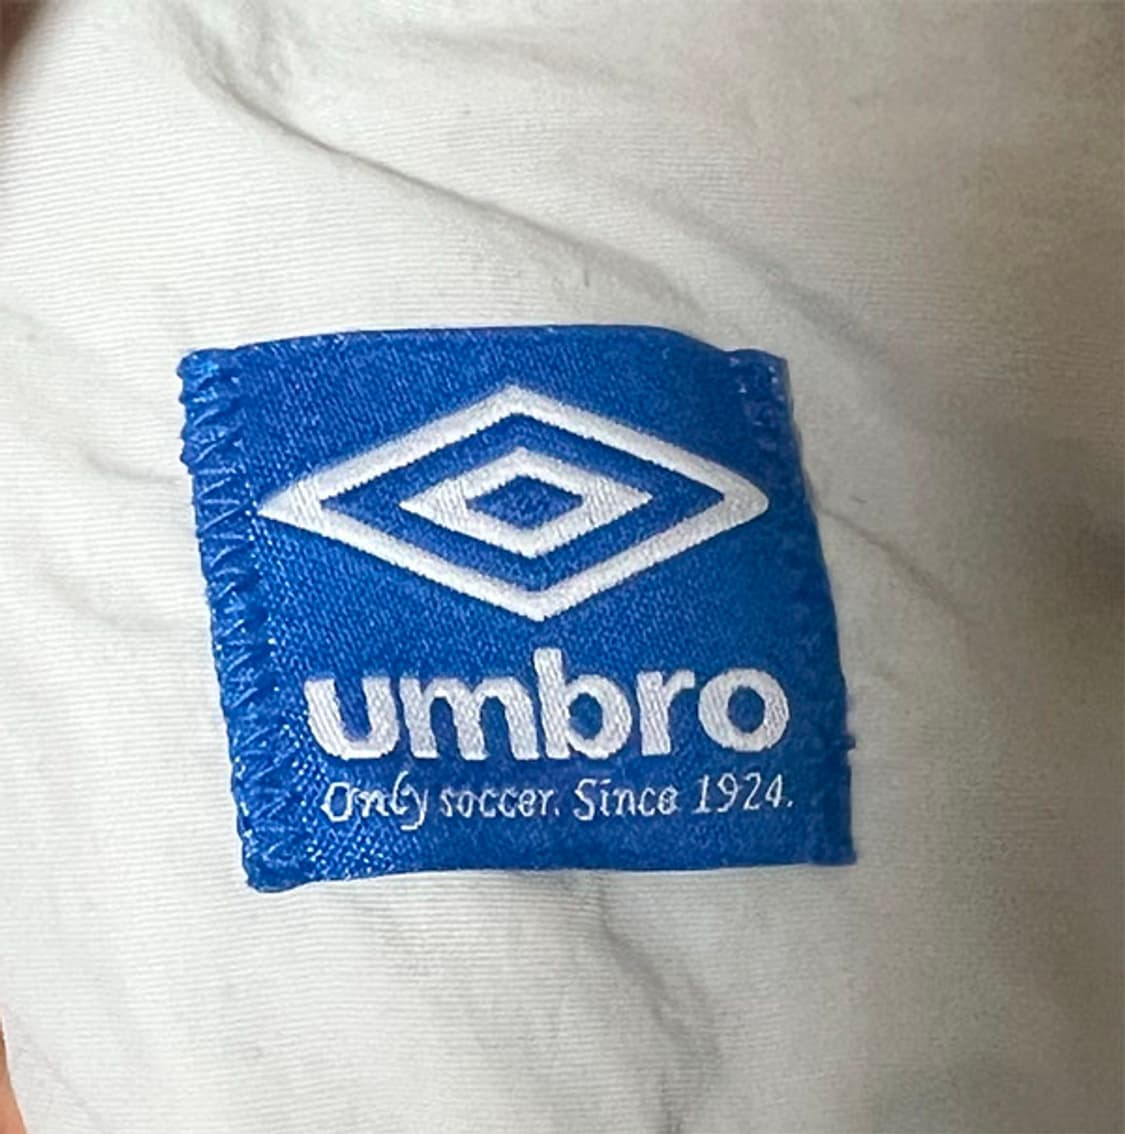 umbro
Only soccer. Since 1924.